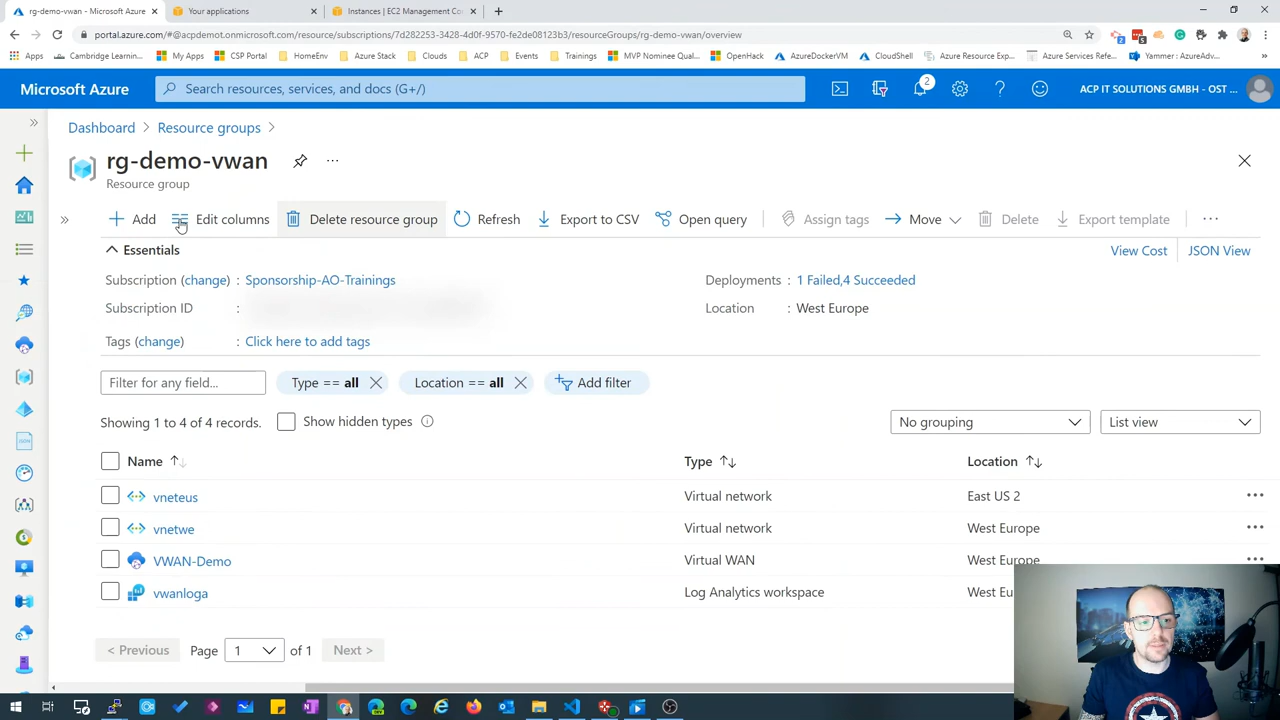 rg-demo-vwan - Microsoft Azure
Your applications
Instances | EC2 Management Co
portal.azure.com/#@acpdemot.onmicrosoft.com/resource/subscriptions/7d282253-3428-4d0f-9570-fe2de08123b3/resourceGroups/rg-demo-vwan/overview
Apps
Cambridge Learnin...
My Apps
CSP Portal
HomeEnv
Azure Stack
Clouds
ACP
Events
Trainings
MVP Nominee Qual...
OpenHack
AzureDockerVM
CloudShell
Azure Resource Exp...
Azure Services Refe...
Yammer : AzureAdv...
»
Microsoft Azure
Search resources, services, and docs (G+/)
2
ACP IT SOLUTIONS GMBH - OST ...
Dashboard > Resource groups >
rg-demo-vwan
...
Resource group
Add
Edit columns
Delete resource group
Refresh
Export to CSV
Open query
Assign tags
Move
Delete
Export template
...
Essentials
View Cost
JSON View
Subscription (change) : Sponsorship-AO-Trainings
Deployments : 1 Failed,4 Succeeded
Subscription ID :
Location : West Europe
Tags (change) : Click here to add tags
Filter for any field...
Type == all
Location == all
Add filter
Showing 1 to 4 of 4 records.
Show hidden types
No grouping
List view
Name
Type
Location
vneteus
Virtual network
East US 2
vnetwe
Virtual network
West Europe
VWAN-Demo
Virtual WAN
West Europe
vwanloga
Log Analytics workspace
West Eu
< Previous
Page
1
of 1
Next >